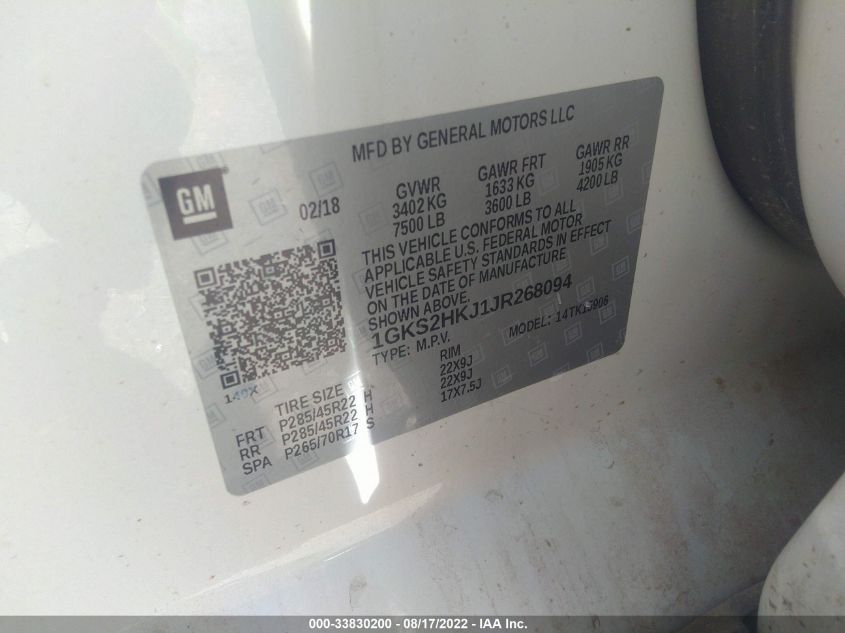 MFD BY GENERAL MOTORS LLC
GM
02/18
GVWR GAWR FRT GAWR RR
3402 KG 1633 KG 1905 KG
7500 LB 3600 LB 4200 LB
THIS VEHICLE CONFORMS TO ALL
APPLICABLE U.S. FEDERAL MOTOR
VEHICLE SAFETY STANDARDS IN EFFECT
ON THE DATE OF MANUFACTURE
SHOWN ABOVE.
1GKS2HKJ1JR268094
TYPE: M.P.V. MODEL: 14TK15906
149X
TIRE SIZE RIM
FRT P285/45R22 H 22X9J
RR P285/45R22 H 22X9J
SPA P265/70R17 S 17X7.5J
000-33830200 - 08/17/2022 - IAA Inc.